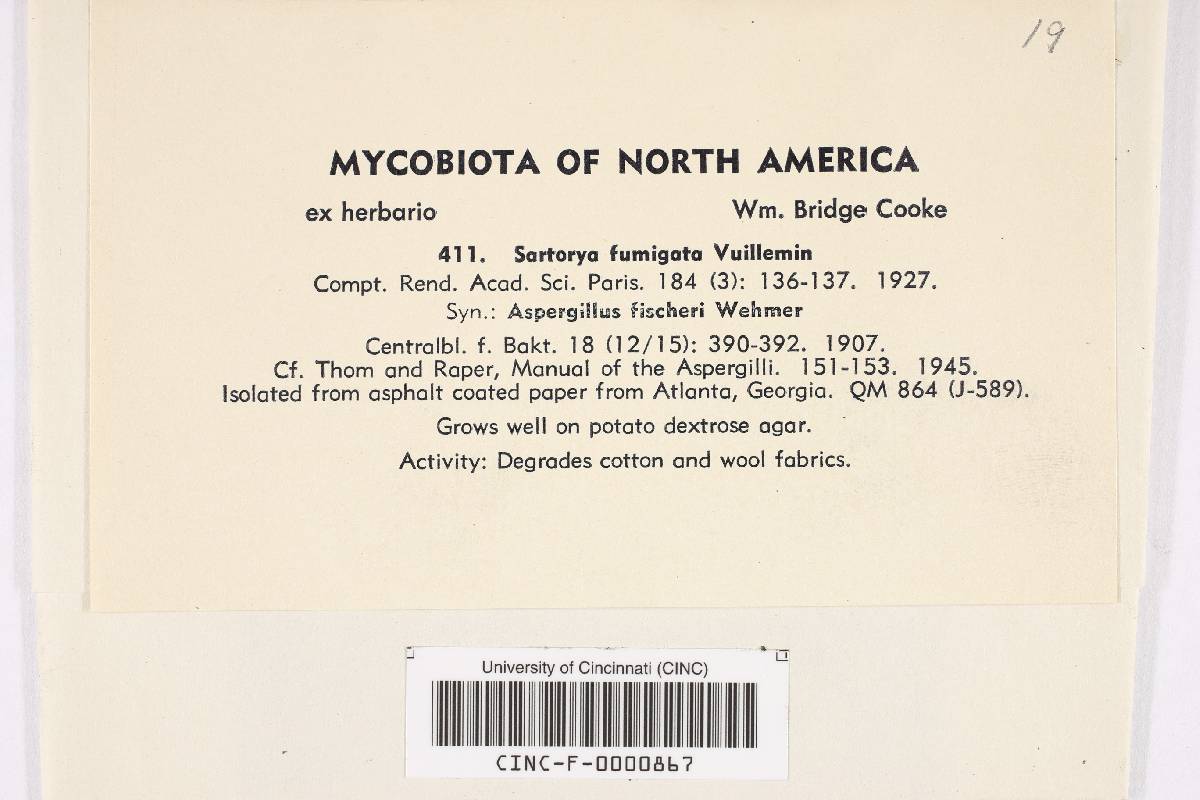 19
MYCOBIOTA OF NORTH AMERICA
ex herbario Wm. Bridge Cooke
411. Sartorya fumigata Vuillemin
Compt. Rend. Acad. Sci. Paris. 184 (3): 136-137. 1927.
Syn.: Aspergillus fischeri Wehmer
Centralbl. f. Bakt. 18 (12/15): 390-392. 1907.
Cf. Thom and Raper, Manual of the Aspergilli. 151-153. 1945.
Isolated from asphalt coated paper from Atlanta, Georgia. QM 864 (J-589).
Grows well on potato dextrose agar.
Activity: Degrades cotton and wool fabrics.
University of Cincinnati (CINC)
CINC-F-0000867